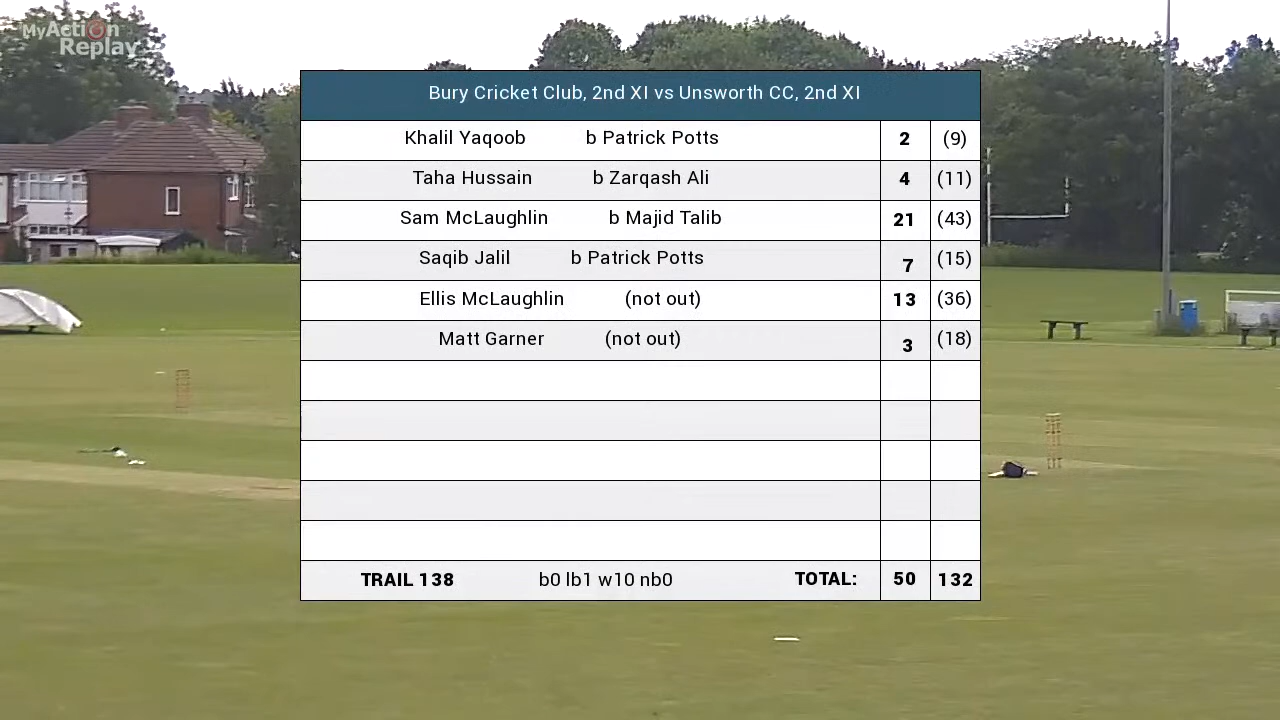 MyAction
Replay
Bury Cricket Club, 2nd XI vs Unsworth CC, 2nd XI
Khalil Yaqoob b Patrick Potts 2 (9)
Taha Hussain b Zarqash Ali 4 (11)
Sam McLaughlin b Majid Talib 21 (43)
Saqib Jalil b Patrick Potts 7 (15)
Ellis McLaughlin (not out) 13 (36)
Matt Garner (not out) 3 (18)
TRAIL 138 b0 lb1 w10 nb0 TOTAL: 50 132